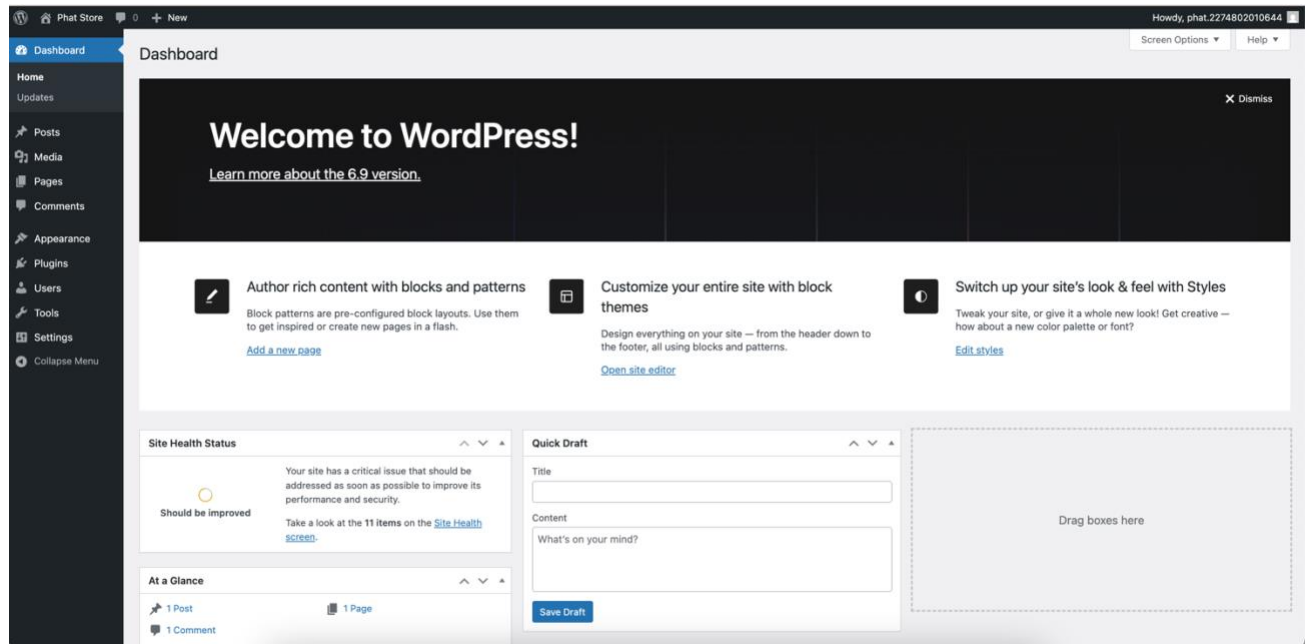 Phat Store 0 + New
Howdy, phat.2274802010644
Screen Options ▼ Help ▼
Dashboard
Home
Updates
Posts
Media
Pages
Comments
Appearance
Plugins
Users
Tools
Settings
Collapse Menu
Dashboard
Dismiss
Welcome to WordPress!
Learn more about the 6.9 version.
Author rich content with blocks and patterns
Block patterns are pre-configured block layouts. Use them
to get inspired or create new pages in a flash.
Add a new page
Customize your entire site with block
themes
Design everything on your site — from the header down to
the footer, all using blocks and patterns.
Open site editor
Switch up your site's look & feel with Styles
Tweak your site, or give it a whole new look! Get creative —
how about a new color palette or font?
Edit styles
Site Health Status
Should be improved
Your site has a critical issue that should be
addressed as soon as possible to improve its
performance and security.
Take a look at the 11 items on the Site Health
screen.
At a Glance
1 Post
1 Page
1 Comment
Quick Draft
Title
Content
What's on your mind?
Save Draft
Drag boxes here